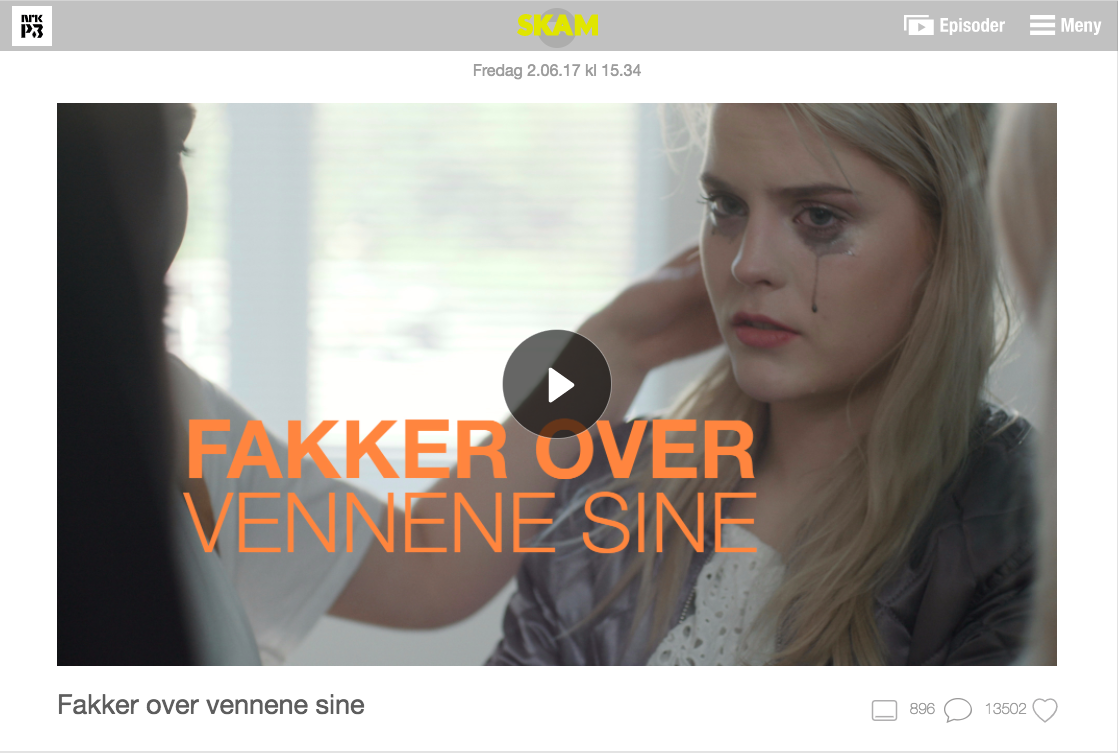 NRK
P3
SKAM
Episoder
Meny
Fredag 2.06.17 kl 15.34
FAKKER OVER
VENNENE SINE
Fakker over vennene sine
896
13502